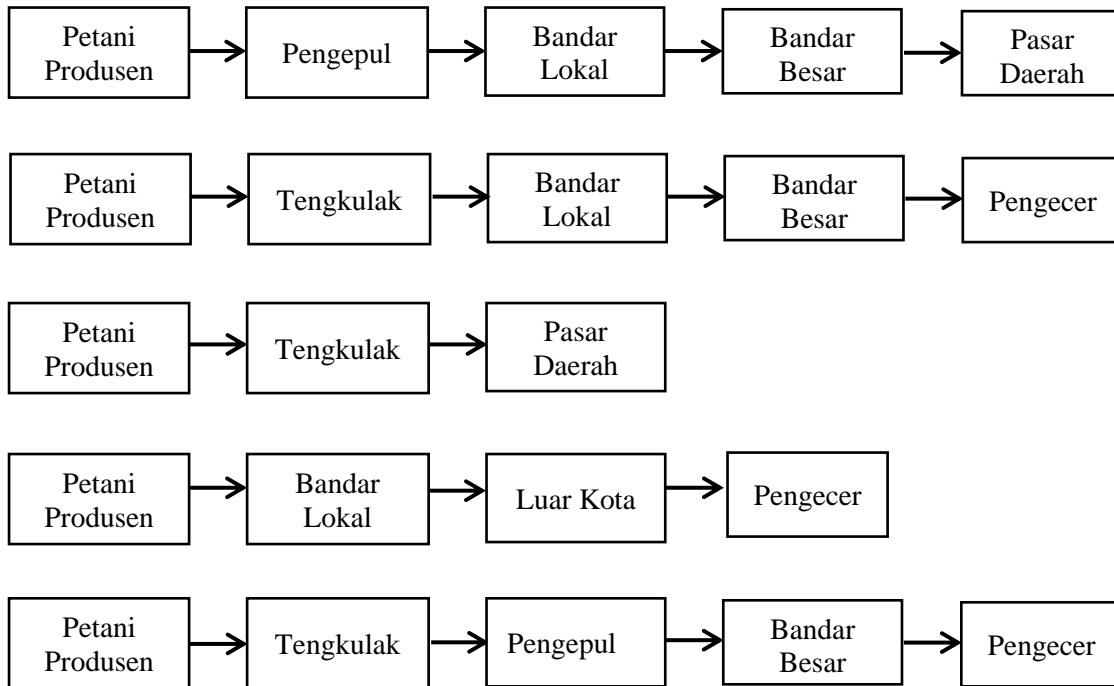 Petani
Produsen
Pengepul
Bandar
Lokal
Bandar
Besar
Pasar
Daerah
Petani
Produsen
Tengkulak
Bandar
Lokal
Bandar
Besar
Pengecer
Petani
Produsen
Tengkulak
Pasar
Daerah
Petani
Produsen
Bandar
Lokal
Luar Kota
Pengecer
Petani
Produsen
Tengkulak
Pengepul
Bandar
Besar
Pengecer